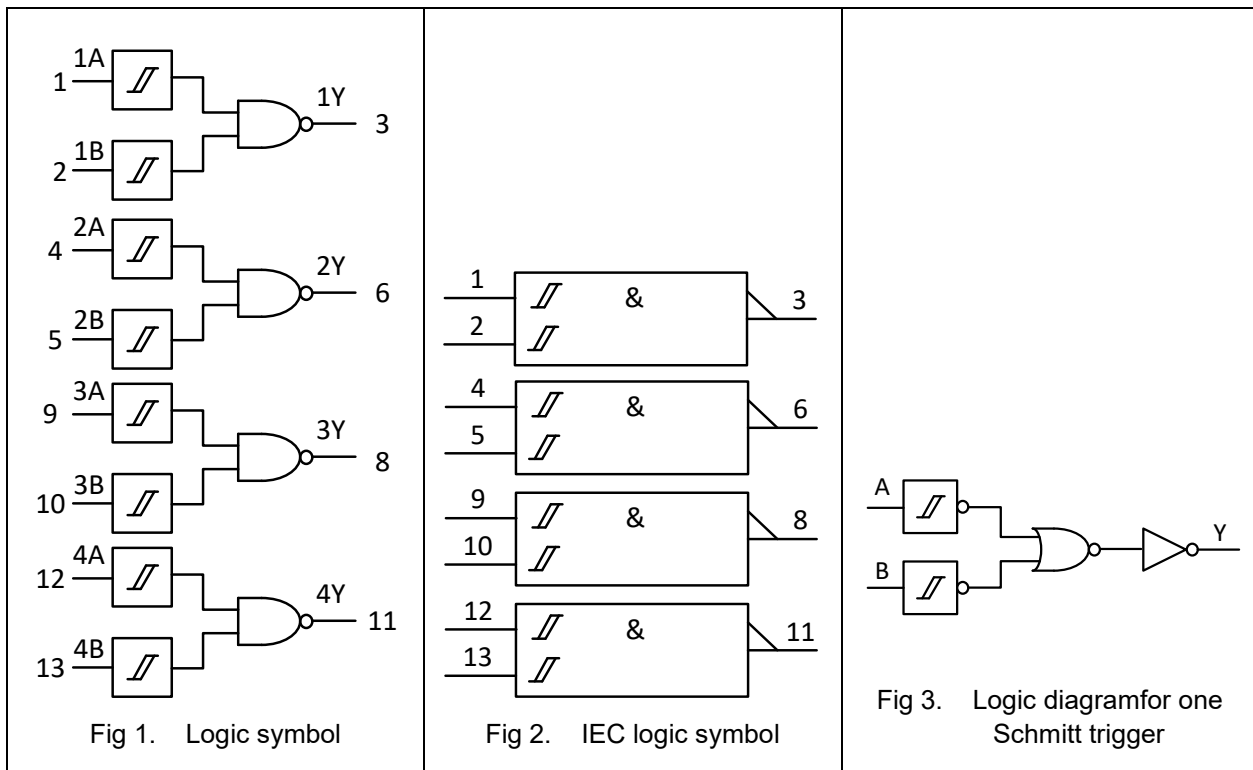 1A
1
1Y
3
1B
2
2A
4
2Y
6
2B
5
3A
9
3Y
8
3B
10
4A
12
4Y
11
4B
13
Fig 1. Logic symbol
1
&
3
2
4
&
6
5
9
&
8
10
12
&
11
13
Fig 2. IEC logic symbol
A
Y
B
Fig 3. Logic diagramfor one
Schmitt trigger